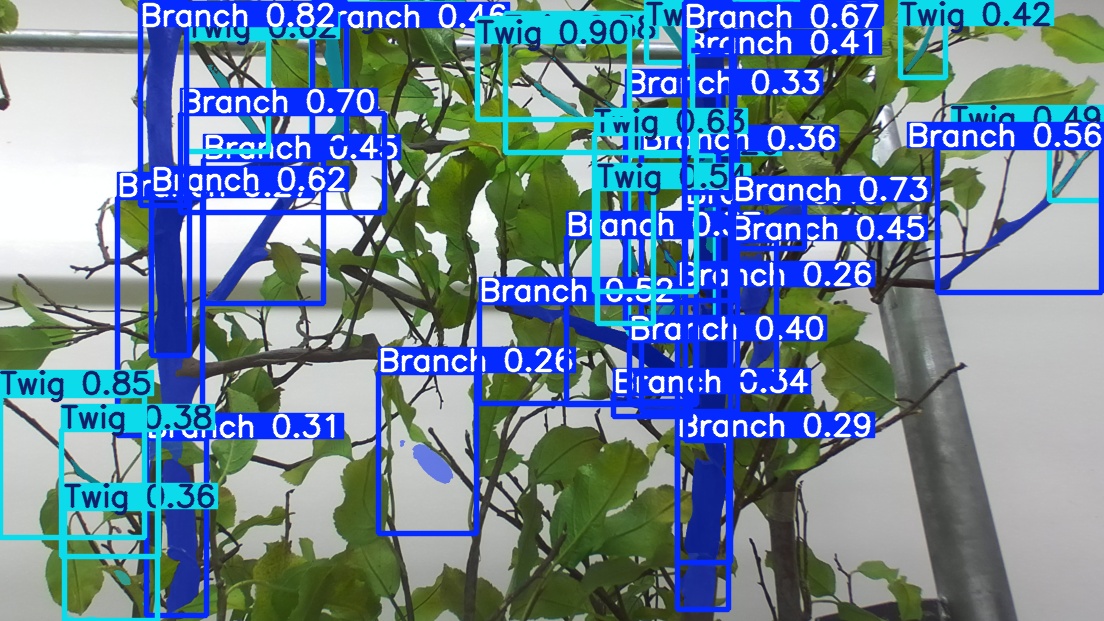 Branch 0.82
Branch 0.67
Twig 0.42
Twig 0.90
Branch 0.41
Branch 0.33
Branch 0.70
Twig 0.63
Twig 0.49
Branch 0.36
Branch 0.56
Branch 0.45
Twig 0.54
Branch 0.62
Branch 0.73
Branch 0.45
Branch 0.26
Branch 0.52
Branch 0.40
Branch 0.26
Branch 0.34
Twig 0.85
Twig 0.38
Branch 0.31
Branch 0.29
Twig 0.36